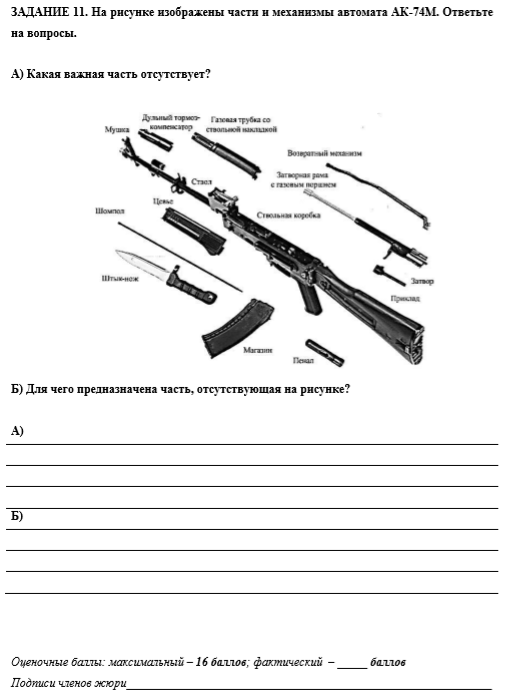 ЗАДАНИЕ 11. На рисунке изображены части и механизмы автомата АК-74М. Ответьте
на вопросы.
А) Какая важная часть отсутствует?
Дульный тормоз-
компенсатор
Газовая трубка со
ствольной накладкой
Мушка
Возвратный механизм
Затворная рама
с газовым поршнем
Ствол
Цевье
Шомпол
Ствольная коробка
Штык-нож
Затвор
Приклад
Магазин
Пенал
Б) Для чего предназначена часть, отсутствующая на рисунке?
А)
Б)
Оценочные баллы: максимальный – 16 баллов; фактический – _____ баллов
Подписи членов жюри